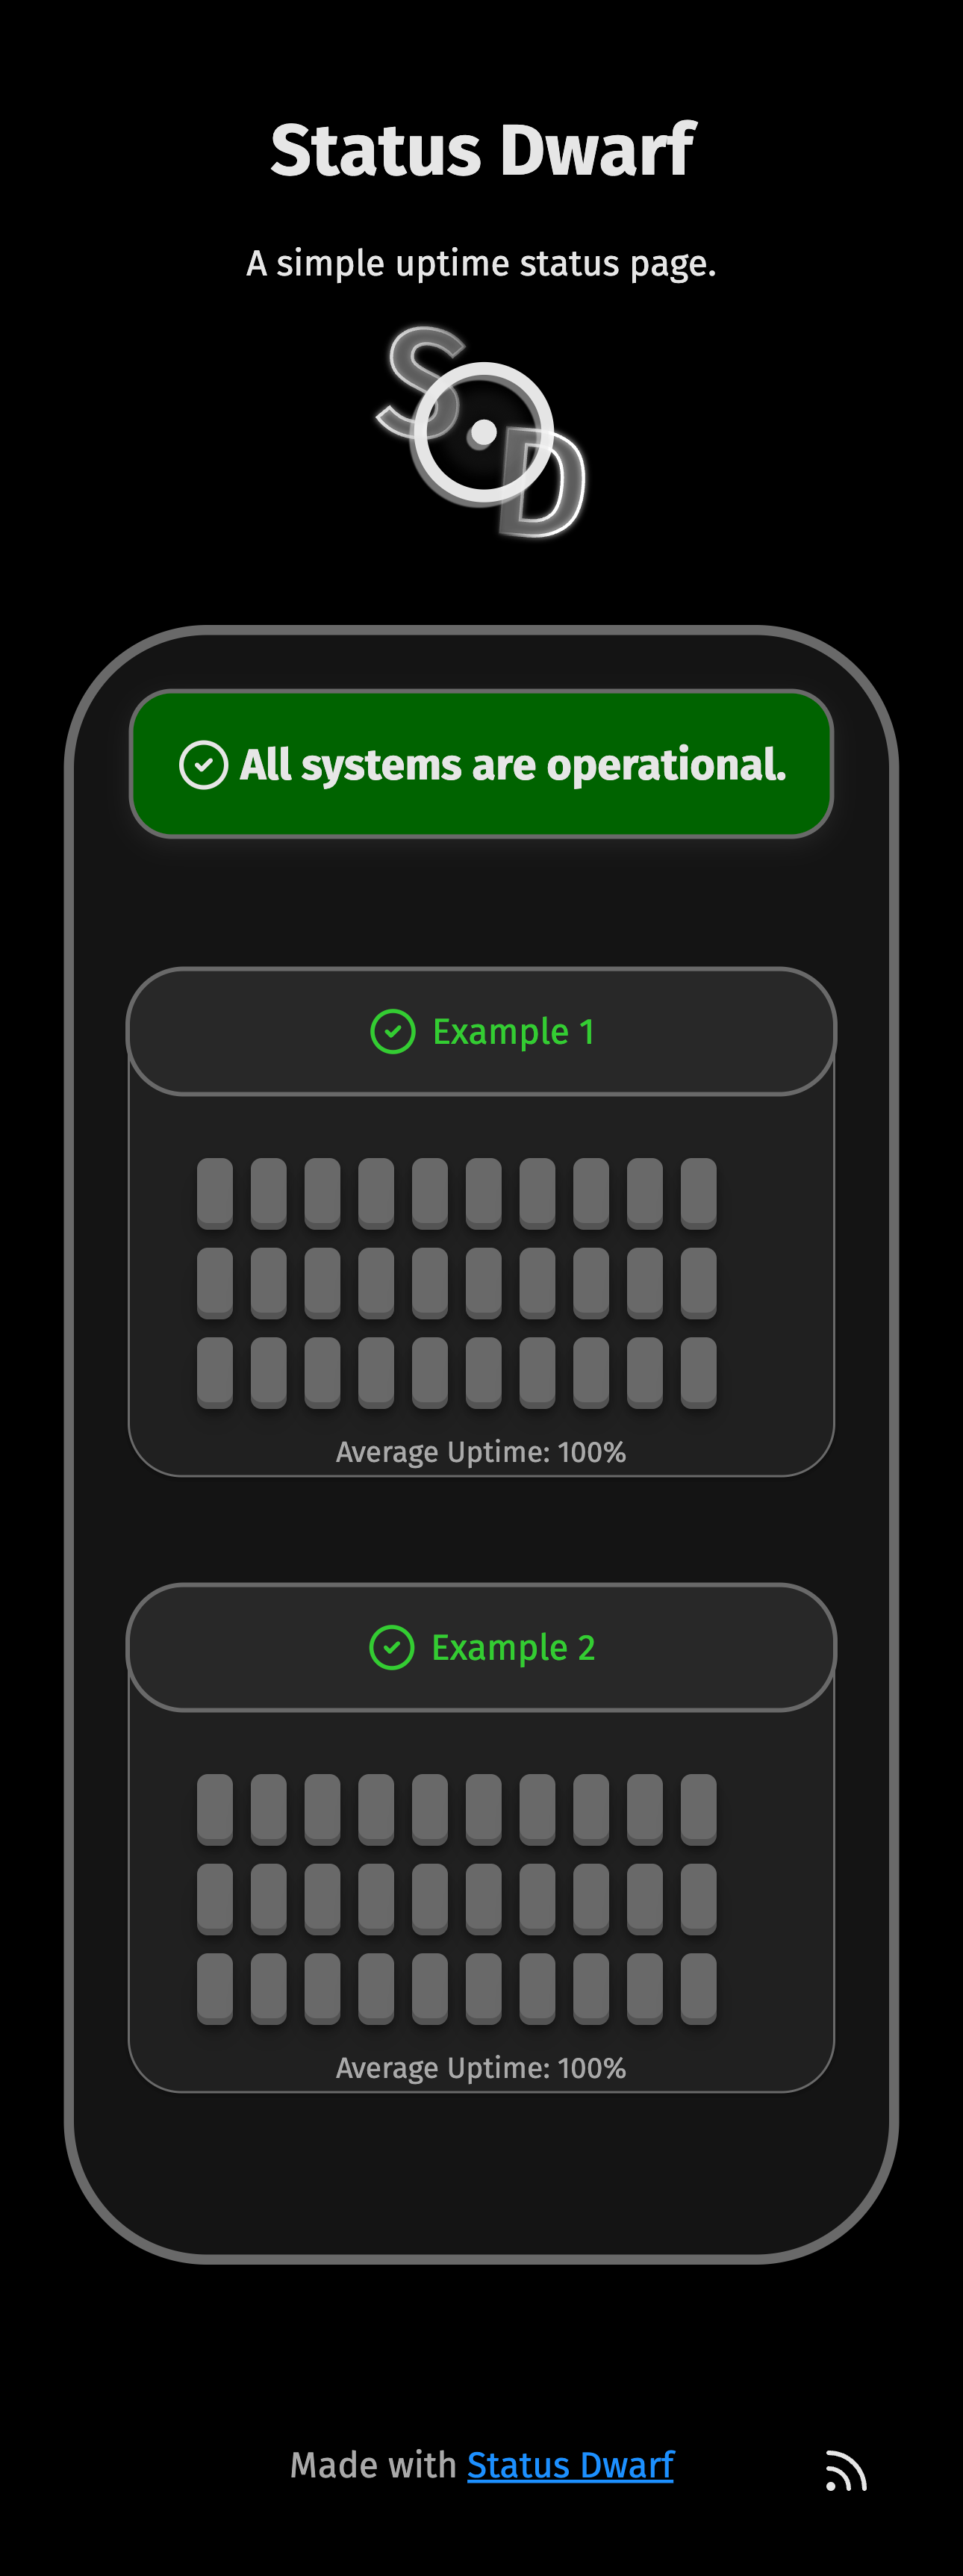 Status Dwarf
A simple uptime status page.
S
D
All systems are operational.
Example 1
Average Uptime: 100%
Example 2
Average Uptime: 100%
Made with Status Dwarf